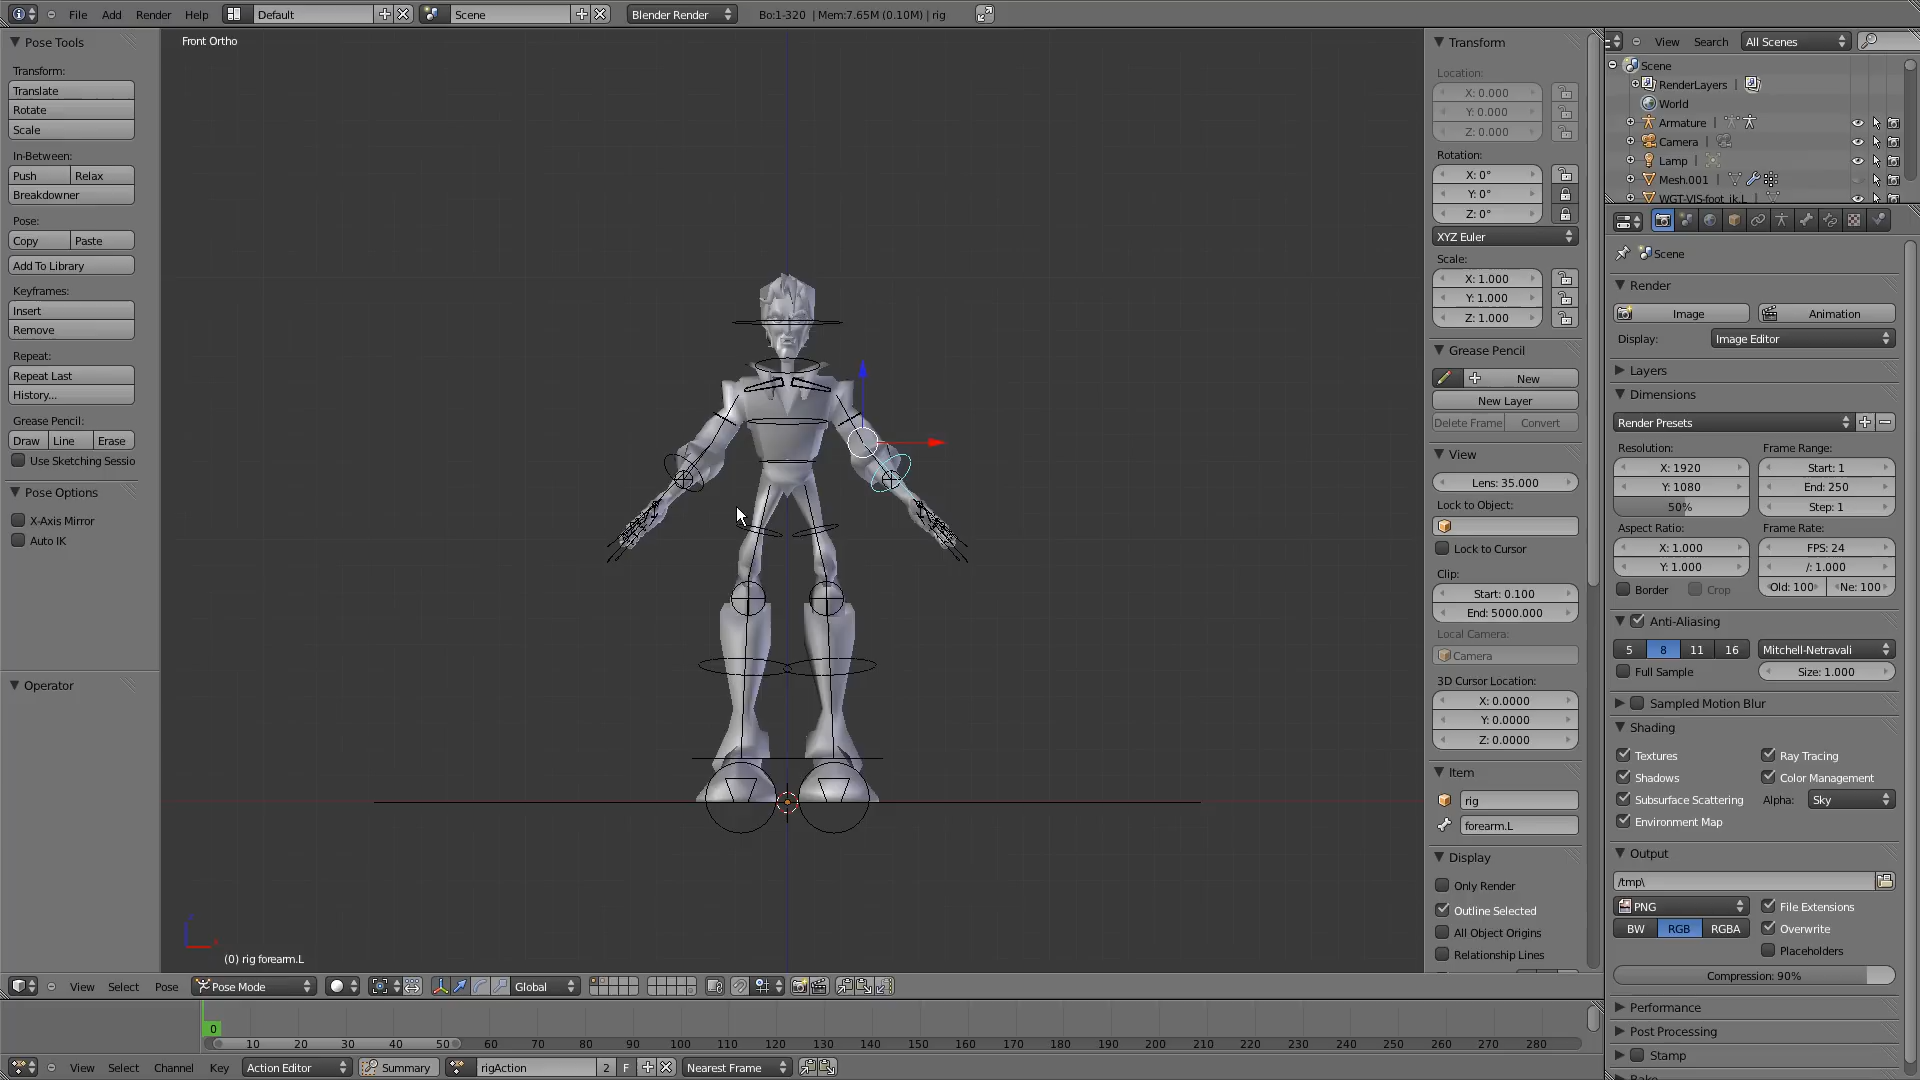 File Add Render Help Default Scene Blender Render Bo:1-320 | Mem:7.65M (0.10M) | rig
Pose Tools
Transform:
Translate
Rotate
Scale
In-Between:
Push Relax
Breakdowner
Pose:
Copy Paste
Add To Library
Keyframes:
Insert
Remove
Repeat:
Repeat Last
History...
Grease Pencil:
Draw Line Erase
Use Sketching Sessio
Pose Options
X-Axis Mirror
Auto IK
Operator
Front Ortho
(0) rig forearm.L
Transform
Location:
X: 0.000
Y: 0.000
Z: 0.000
Rotation:
X: 0°
Y: 0°
Z: 0°
XYZ Euler
Scale:
X: 1.000
Y: 1.000
Z: 1.000
Grease Pencil
New
New Layer
Delete Frame Convert
View
Lens: 35.000
Lock to Object:
Lock to Cursor
Clip:
Start: 0.100
End: 5000.000
Local Camera:
Camera
3D Cursor Location:
X: 0.0000
Y: 0.0000
Z: 0.0000
Item
rig
forearm.L
Display
Only Render
Outline Selected
All Object Origins
Relationship Lines
View Search All Scenes
Scene
RenderLayers |
World
Armature |
Camera |
Lamp |
Mesh.001 |
WGT-VIS-foot_ik.L |
Scene
Render
Image Animation
Display: Image Editor
Layers
Dimensions
Render Presets
Resolution: Frame Range:
X: 1920 Start: 1
Y: 1080 End: 250
50% Step: 1
Aspect Ratio: Frame Rate:
X: 1.000 FPS: 24
Y: 1.000 /: 1.000
Border Crop Old: 100 Ne: 100
Anti-Aliasing
5 8 11 16 Mitchell-Netravali
Full Sample Size: 1.000
Sampled Motion Blur
Shading
Textures Ray Tracing
Shadows Color Management
Subsurface Scattering Alpha: Sky
Environment Map
Output
/tmp\
PNG File Extensions
BW RGB RGBA Overwrite
Placeholders
Compression: 90%
Performance
Post Processing
Stamp
View Select Pose Pose Mode Global
0
10 20 30 40 50 60 70 80 90 100 110 120 130 140 150 160 170 180 190 200 210 220 230 240 250 260 270 280
View Select Channel Key Action Editor Summary rigAction 2 F Nearest Frame